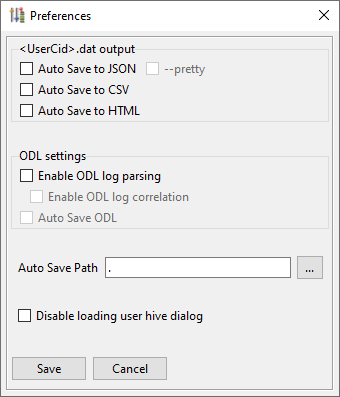 Preferences
<UserCid>.dat output
Auto Save to JSON --pretty
Auto Save to CSV
Auto Save to HTML
ODL settings
Enable ODL log parsing
Enable ODL log correlation
Auto Save ODL
Auto Save Path . ...
Disable loading user hive dialog
Save Cancel